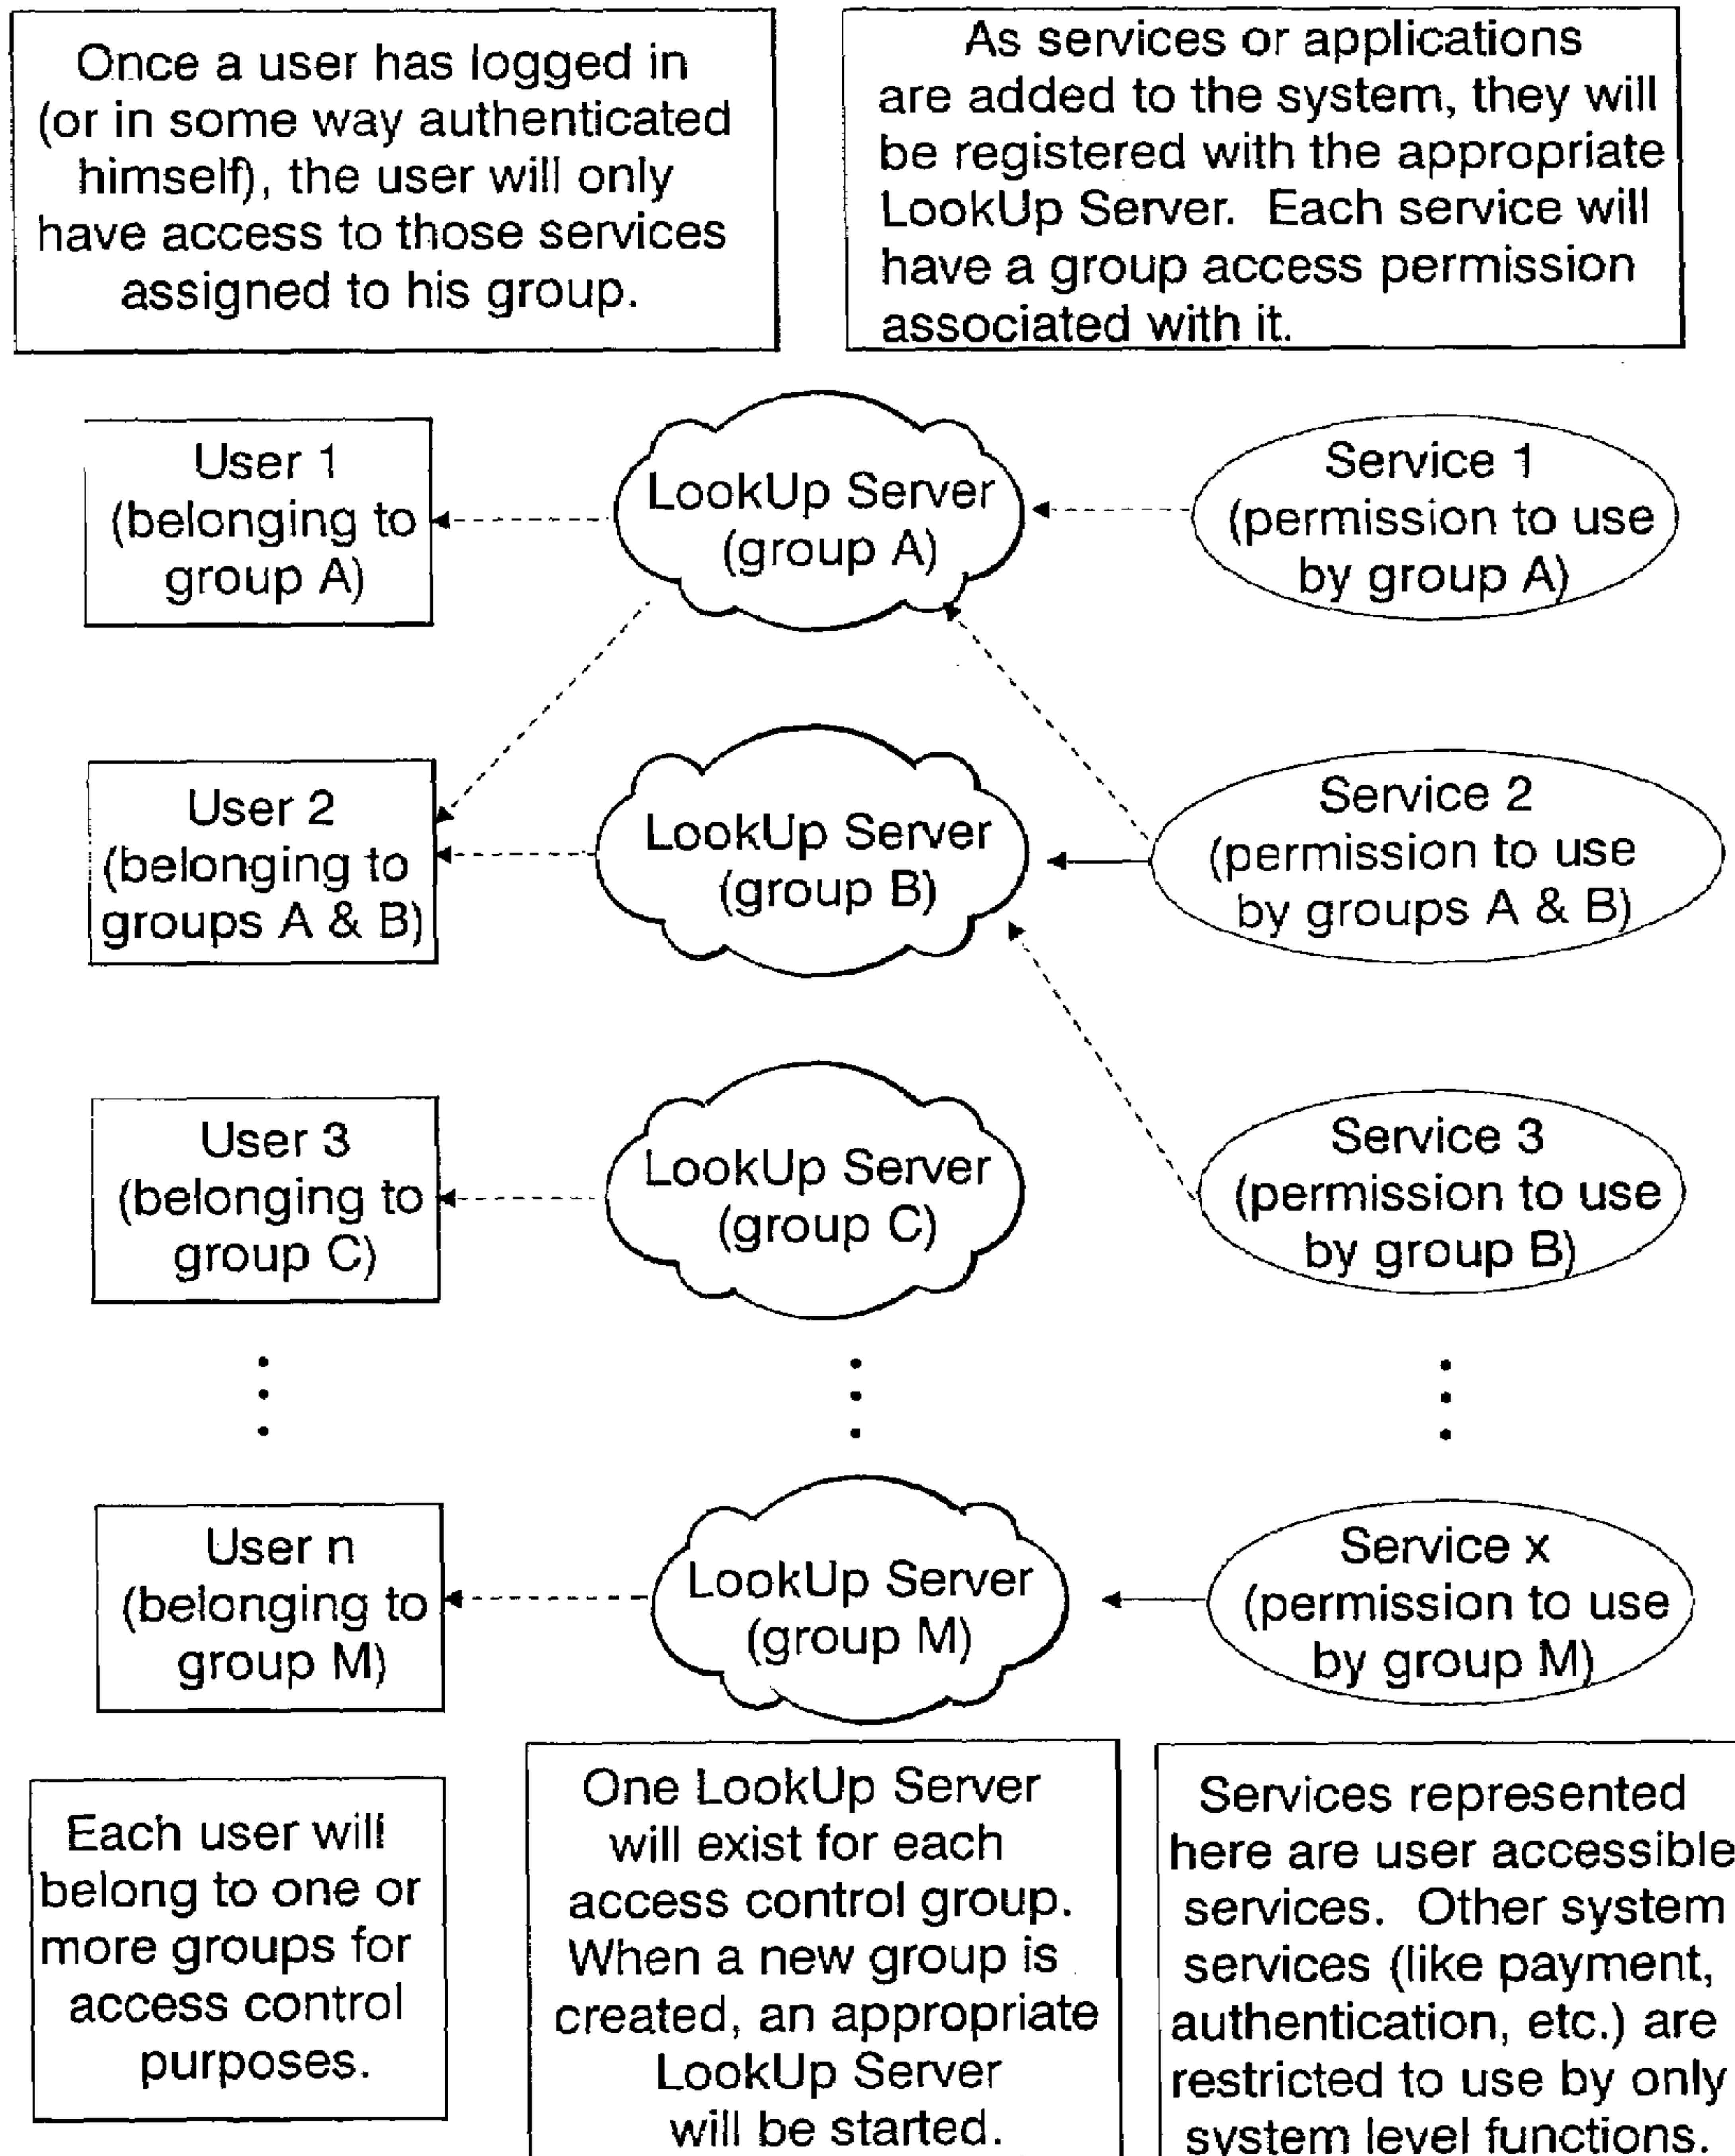 Once a user has logged in
(or in some way authenticated
himself), the user will only
have access to those services
assigned to his group.
As services or applications
are added to the system, they will
be registered with the appropriate
LookUp Server. Each service will
have a group access permission
associated with it.
User 1
(belonging to
group A)
LookUp Server
(group A)
Service 1
(permission to use
by group A)
User 2
(belonging to
groups A & B)
LookUp Server
(group B)
Service 2
(permission to use
by groups A & B)
User 3
(belonging to
group C)
LookUp Server
(group C)
Service 3
(permission to use
by group B)
User n
(belonging to
group M)
LookUp Server
(group M)
Service x
(permission to use
by group M)
Each user will
belong to one or
more groups for
access control
purposes.
One LookUp Server
will exist for each
access control group.
When a new group is
created, an appropriate
LookUp Server
will be started.
Services represented
here are user accessible
services. Other system
services (like payment,
authentication, etc.) are
restricted to use by only
system level functions.